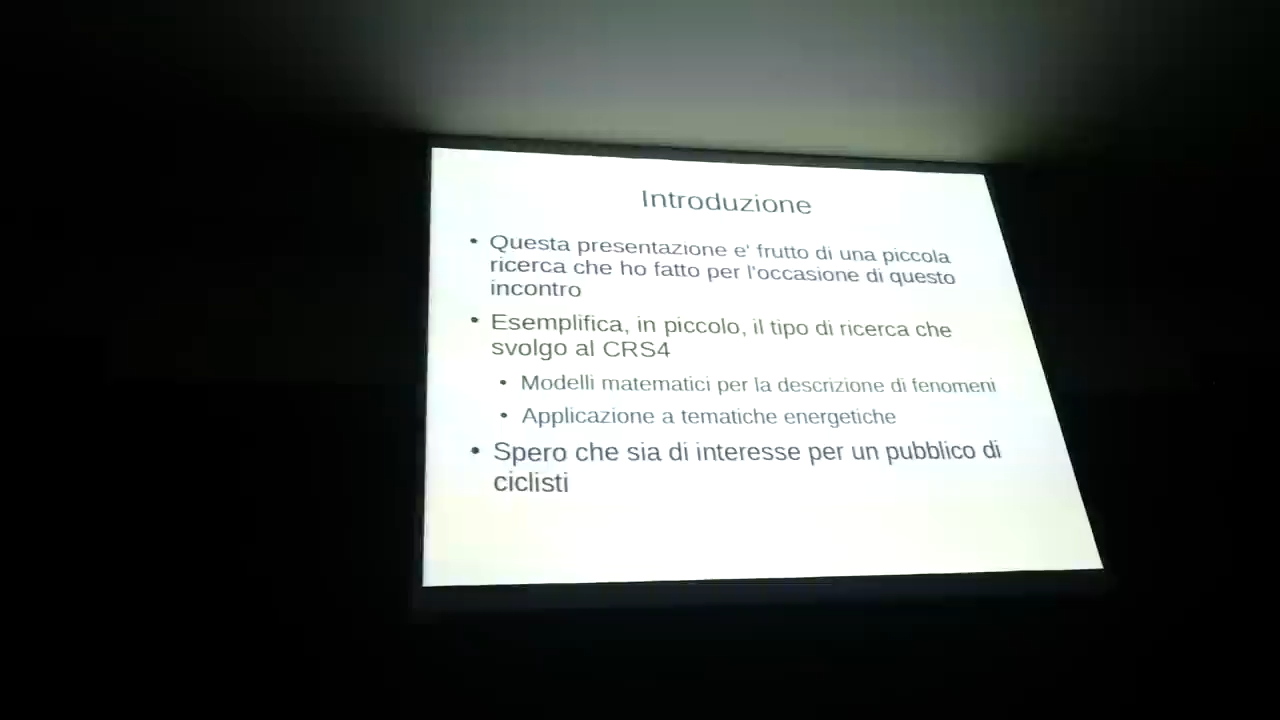 Introduzione
• Questa presentazione e' frutto di una piccola
ricerca che ho fatto per l'occasione di questo
incontro
• Esemplifica, in piccolo, il tipo di ricerca che
svolgo al CRS4
• Modelli matematici per la descrizione di fenomeni
• Applicazione a tematiche energetiche
• Spero che sia di interesse per un pubblico di
ciclisti